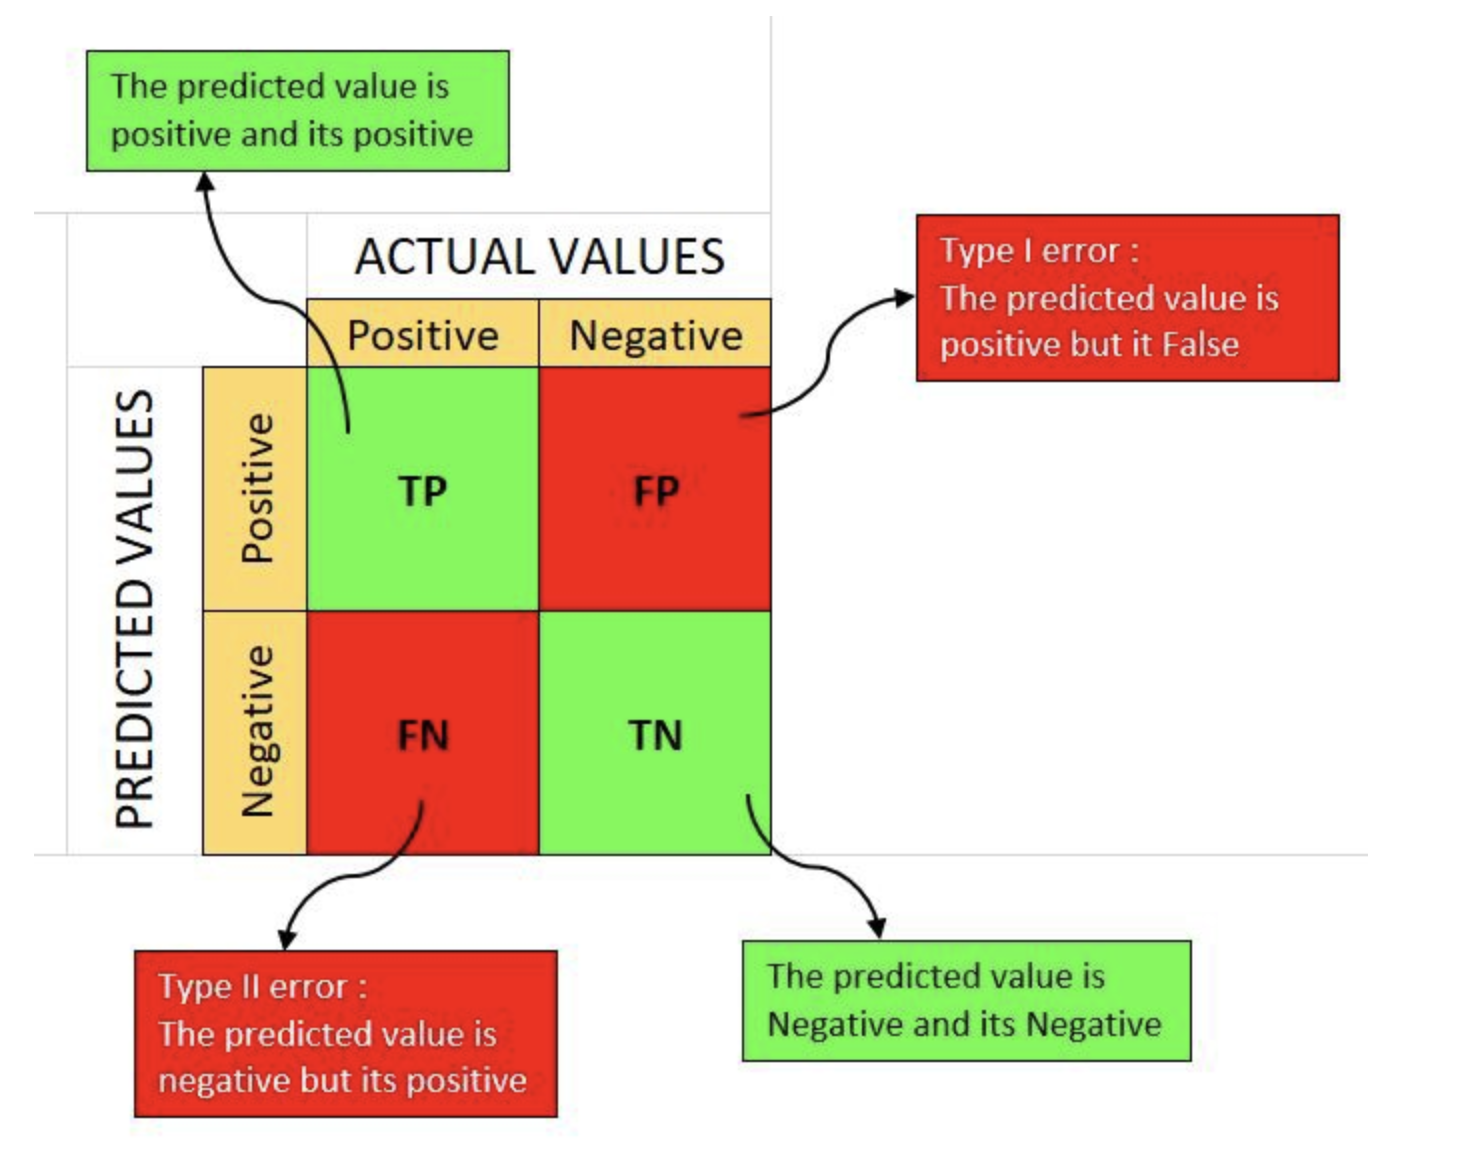 The predicted value is
positive and its positive
ACTUAL VALUES
Type I error :
The predicted value is
positive but it False
Positive
Negative
PREDICTED VALUES
Positive
TP
FP
Negative
FN
TN
Type II error :
The predicted value is
negative but its positive
The predicted value is
Negative and its Negative